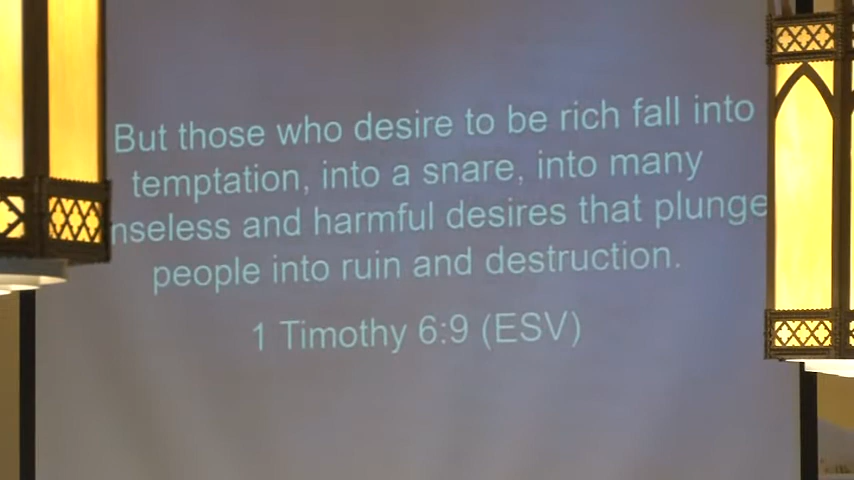 But those who desire to be rich fall into
temptation, into a snare, into many
nseless and harmful desires that plunge
people into ruin and destruction.
1 Timothy 6:9 (ESV)